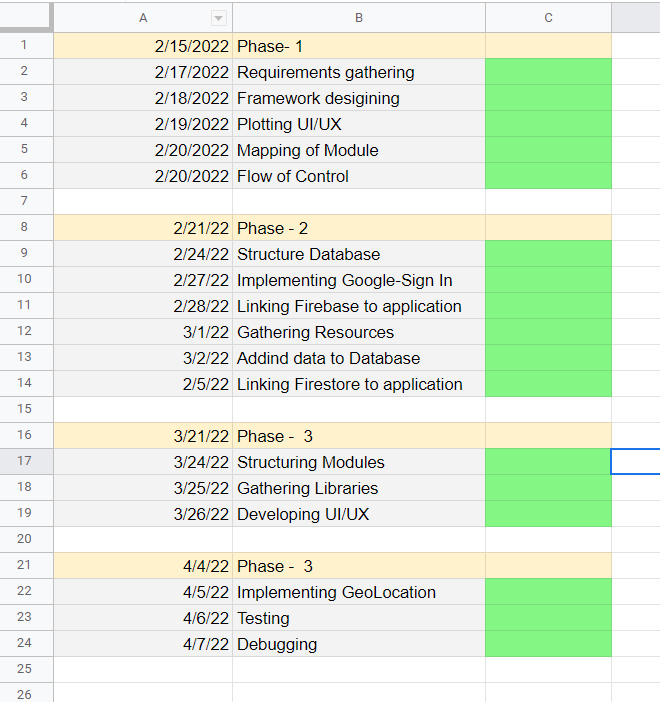 A B C
1 2/15/2022 Phase- 1
2 2/17/2022 Requirements gathering
3 2/18/2022 Framework desigining
4 2/19/2022 Plotting UI/UX
5 2/20/2022 Mapping of Module
6 2/20/2022 Flow of Control
7
8 2/21/22 Phase - 2
9 2/24/22 Structure Database
10 2/27/22 Implementing Google-Sign In
11 2/28/22 Linking Firebase to application
12 3/1/22 Gathering Resources
13 3/2/22 Addind data to Database
14 2/5/22 Linking Firestore to application
15
16 3/21/22 Phase -  3
17 3/24/22 Structuring Modules
18 3/25/22 Gathering Libraries
19 3/26/22 Developing UI/UX
20
21 4/4/22 Phase -  3
22 4/5/22 Implementing GeoLocation
23 4/6/22 Testing
24 4/7/22 Debugging
25
26